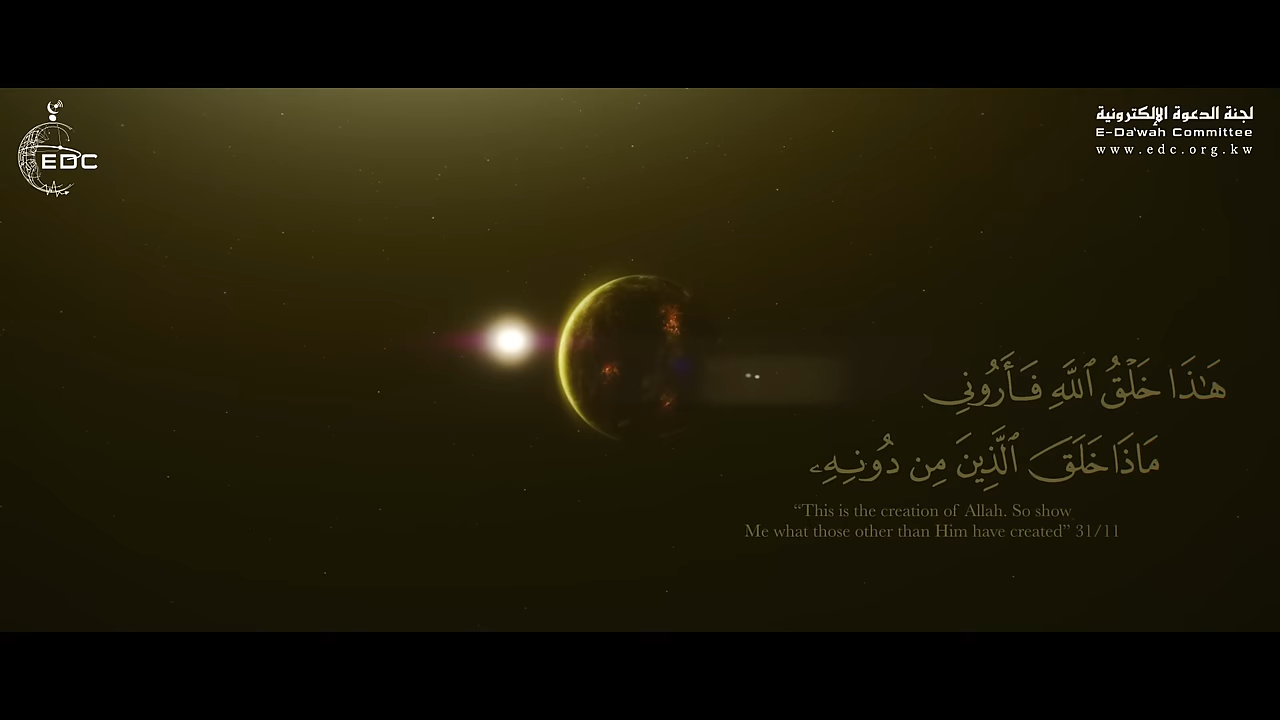 EDC
لجنة الدعوة الإلكترونية
E-Da'wah Committee
www.edc.org.kw
هَٰذَا خَلْقُ ٱللَّهِ فَأَرُونِي
مَاذَا خَلَقَ ٱلَّذِينَ مِن دُونِهِۦ
“This is the creation of Allah. So show
Me what those other than Him have created” 31/11